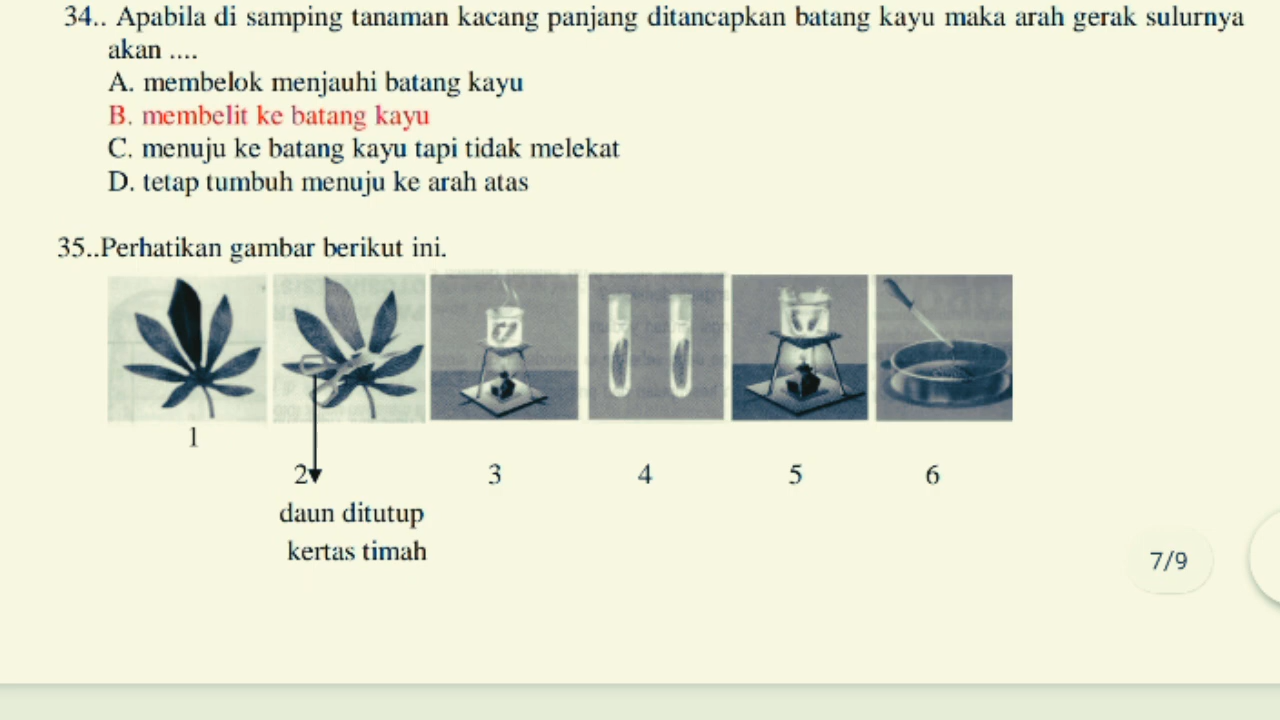 34.. Apabila di samping tanaman kacang panjang ditancapkan batang kayu maka arah gerak sulurnya
akan ....
A. membelok menjauhi batang kayu
B. membelit ke batang kayu
C. menuju ke batang kayu tapi tidak melekat
D. tetap tumbuh menuju ke arah atas
35..Perhatikan gambar berikut ini.
1
2 3 4 5 6
daun ditutup
kertas timah
7/9